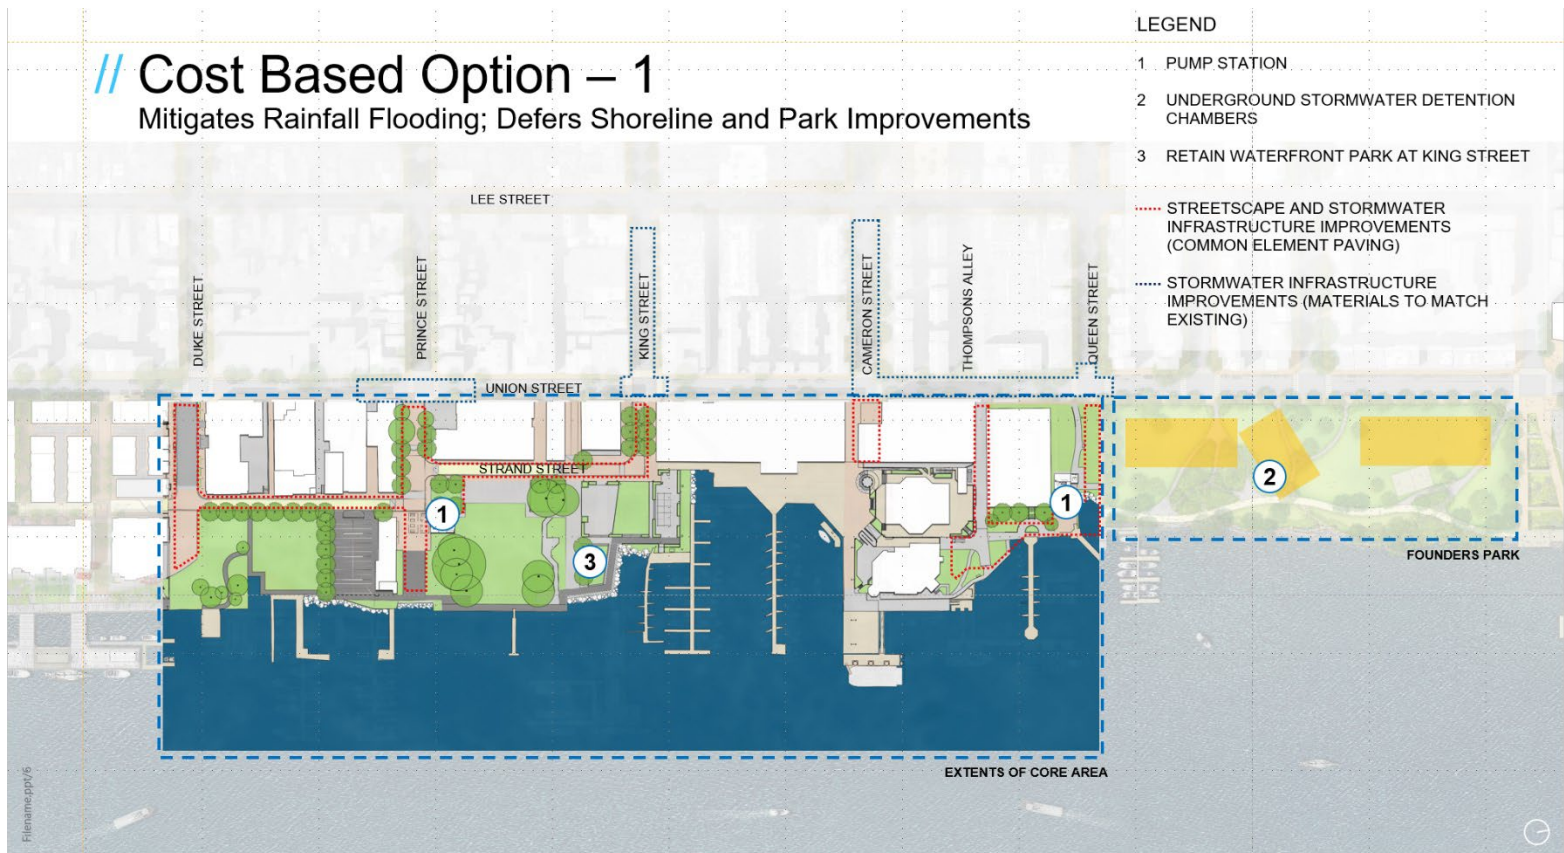 // Cost Based Option – 1
Mitigates Rainfall Flooding; Defers Shoreline and Park Improvements
LEGEND
1 PUMP STATION
2 UNDERGROUND STORMWATER DETENTION
CHAMBERS
3 RETAIN WATERFRONT PARK AT KING STREET
STREETSCAPE AND STORMWATER
INFRASTRUCTURE IMPROVEMENTS
(COMMON ELEMENT PAVING)
STORMWATER INFRASTRUCTURE
IMPROVEMENTS (MATERIALS TO MATCH
EXISTING)
LEE STREET
DUKE STREET
PRINCE STREET
KING STREET
CAMERON STREET
THOMPSONS ALLEY
QUEEN STREET
UNION STREET
STRAND STREET
1
3
1
2
FOUNDERS PARK
EXTENTS OF CORE AREA
Filename.ppt/6